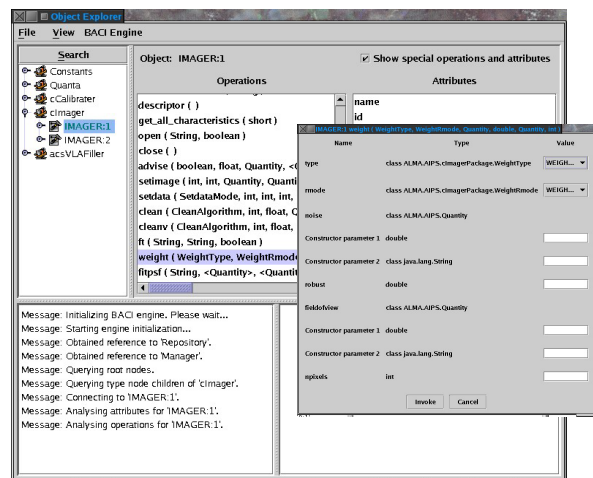 Object Explorer
File View BACI Engine
Search
Constants
Quanta
cCalibrater
cImager
IMAGER:1
IMAGER:2
acsVLAFiller
Object: IMAGER:1
Show special operations and attributes
Operations
descriptor ( )
get_all_characteristics ( short )
open ( String, boolean )
close ( )
advise ( boolean, float, Quantity, <
setimage ( int, int, Quantity, Quanti
setdata ( SetdataMode, int, int, int,
clean ( CleanAlgorithm, int, float, Q
cleanv ( CleanAlgorithm, int, float,
ft ( String, String, boolean )
weight ( WeightType, WeightRmode
fitpsf ( String, <Quantity>, <Quantit
Attributes
name
id
IMAGER:1 weight ( WeightType, WeightRmode, Quantity, double, Quantity, int )
Name Type Value
type class ALMA.AIPS.cImagerPackage.WeightType WEIGH...
rmode class ALMA.AIPS.cImagerPackage.WeightRmode WEIGH...
noise class ALMA.AIPS.Quantity
Constructor parameter 1 double
Constructor parameter 2 class java.lang.String
robust double
fieldofview class ALMA.AIPS.Quantity
Constructor parameter 1 double
Constructor parameter 2 class java.lang.String
npixels int
Invoke Cancel
Message: Initializing BACI engine. Please wait...
Message: Starting engine initialization...
Message: Obtained reference to 'Repository'.
Message: Obtained reference to 'Manager'.
Message: Querying root nodes.
Message: Querying type node children of 'cImager'.
Message: Connecting to 'IMAGER:1'.
Message: Analysing attributes for 'IMAGER:1'.
Message: Analysing operations for 'IMAGER:1'.